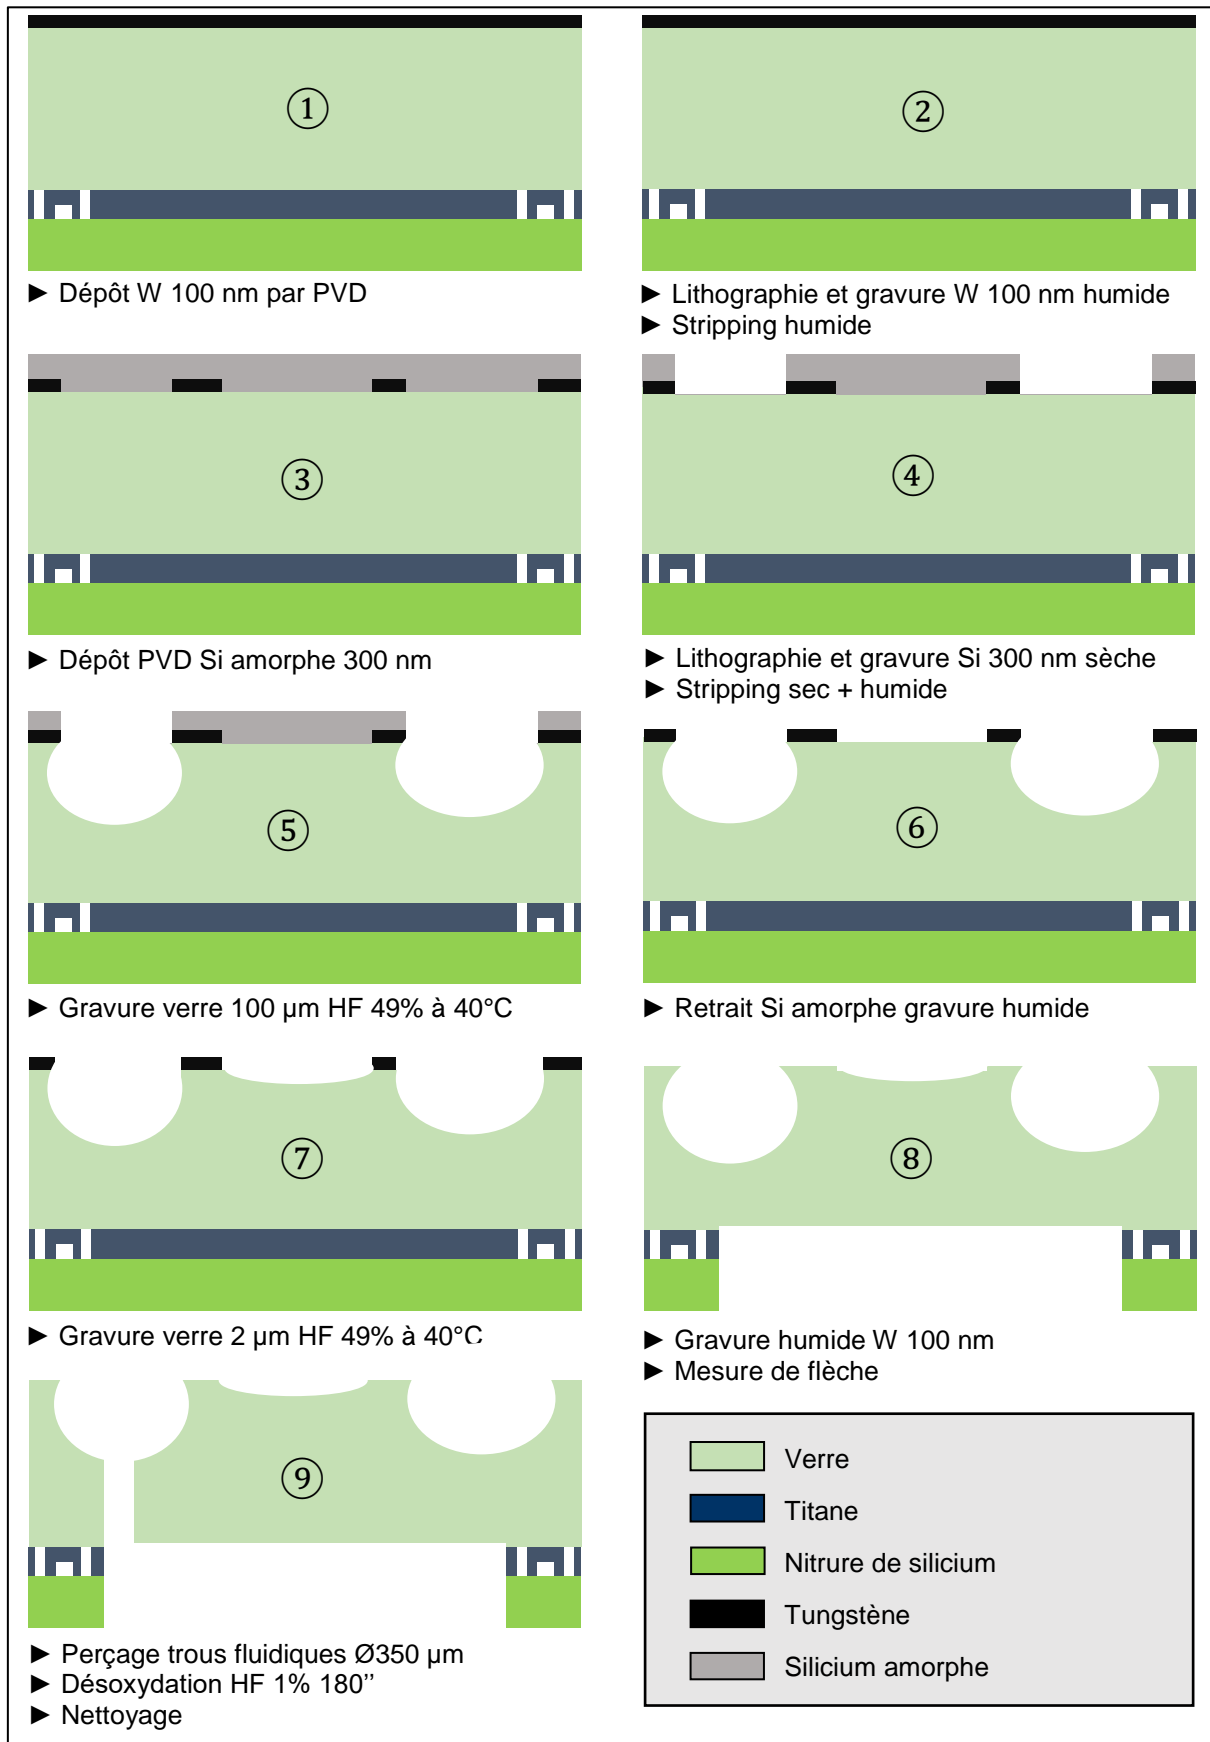 ①
► Dépôt W 100 nm par PVD
②
► Lithographie et gravure W 100 nm humide
► Stripping humide
③
► Dépôt PVD Si amorphe 300 nm
④
► Lithographie et gravure Si 300 nm sèche
► Stripping sec + humide
⑤
► Gravure verre 100 µm HF 49% à 40°C
⑥
► Retrait Si amorphe gravure humide
⑦
► Gravure verre 2 µm HF 49% à 40°C
⑧
► Gravure humide W 100 nm
► Mesure de flèche
⑨
► Perçage trous fluidiques Ø350 µm
► Désoxydation HF 1% 180’’
► Nettoyage
Verre
Titane
Nitrure de silicium
Tungstène
Silicium amorphe